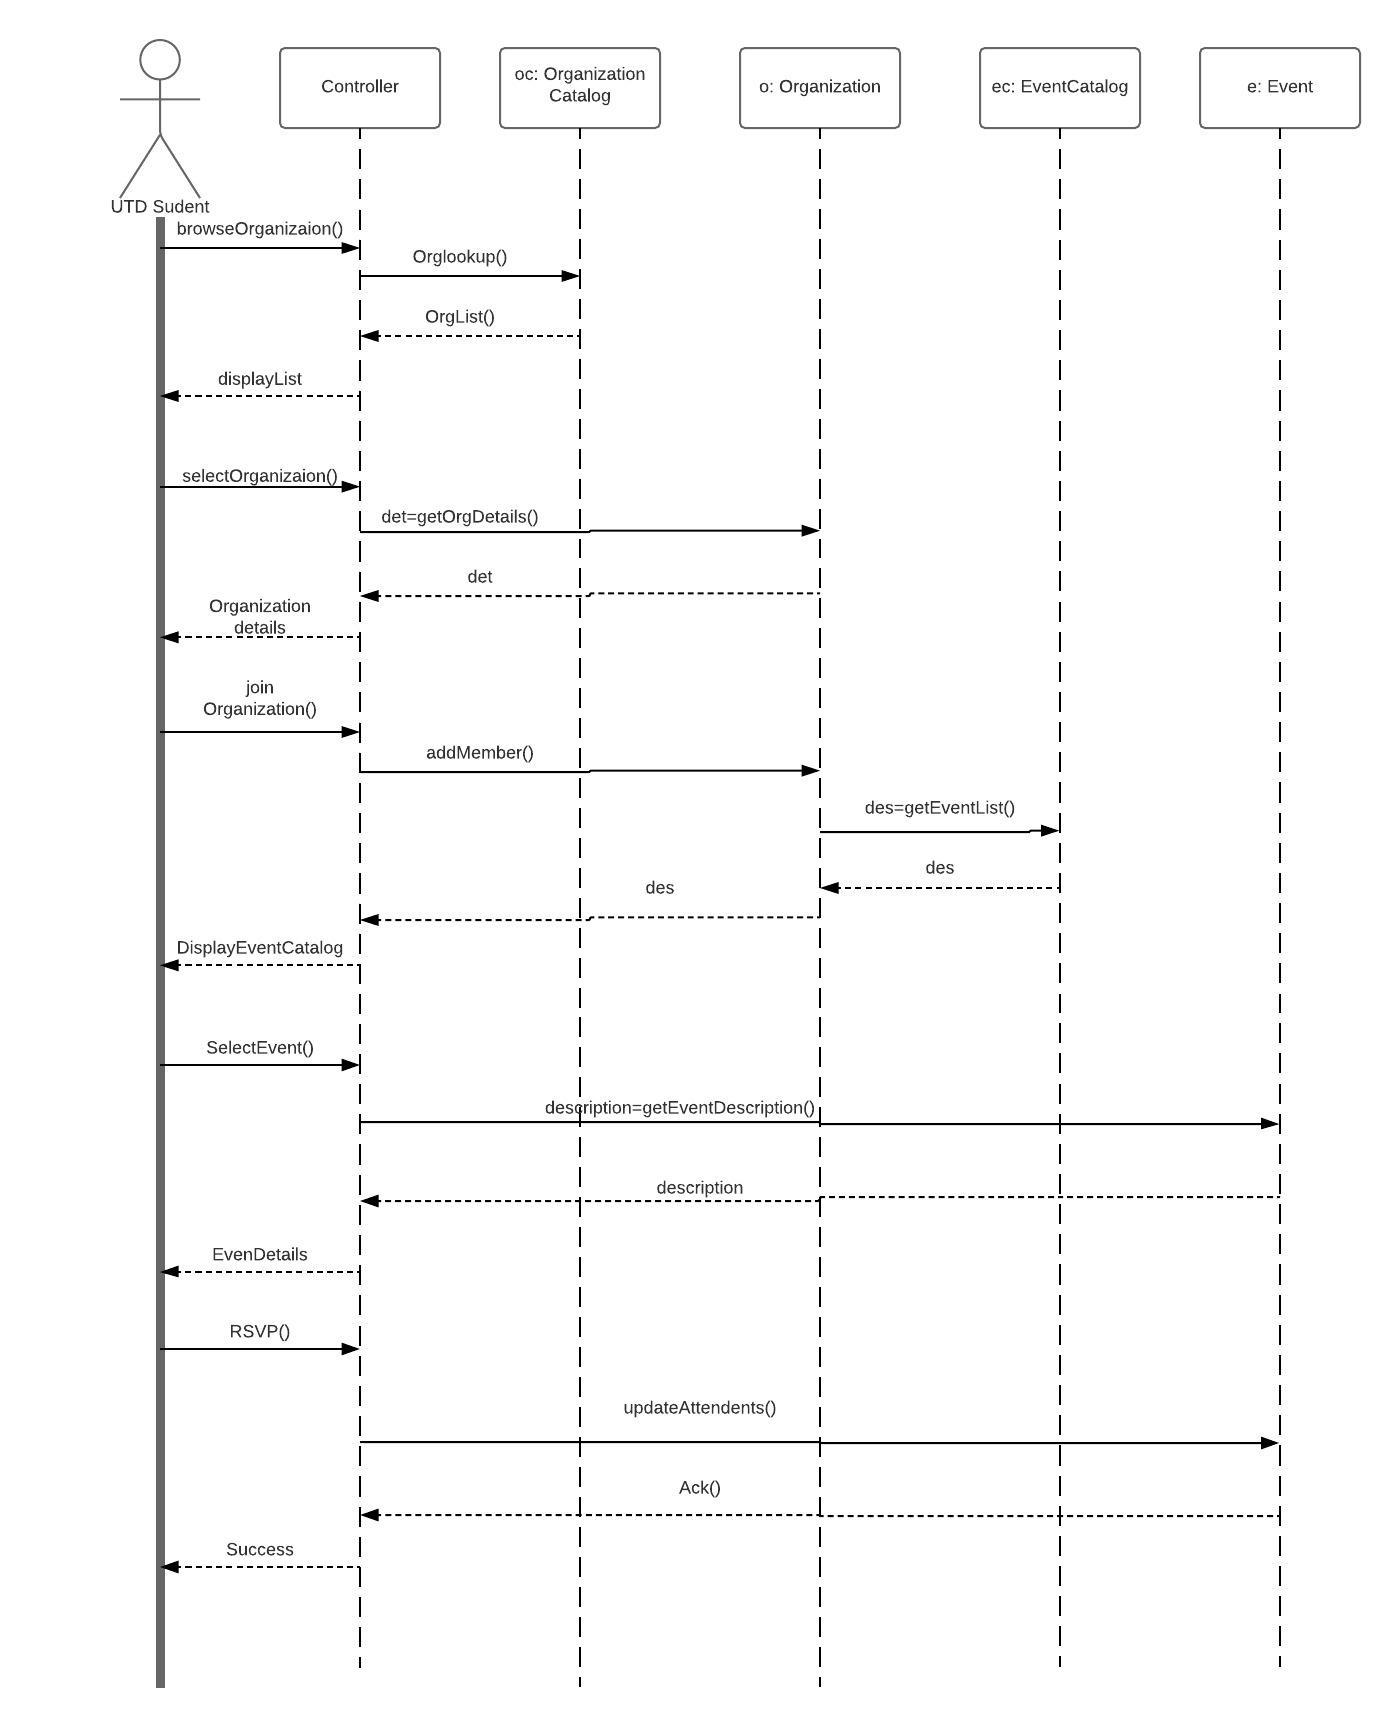 Controller
oc: Organization
Catalog
o: Organization
ec: EventCatalog
e: Event
UTD Sudent
browseOrganizaion()
Orglookup()
OrgList()
displayList
selectOrganizaion()
det=getOrgDetails()
det
Organization
details
join
Organization()
addMember()
des=getEventList()
des
des
DisplayEventCatalog
SelectEvent()
description=getEventDescription()
description
EvenDetails
RSVP()
updateAttendents()
Ack()
Success